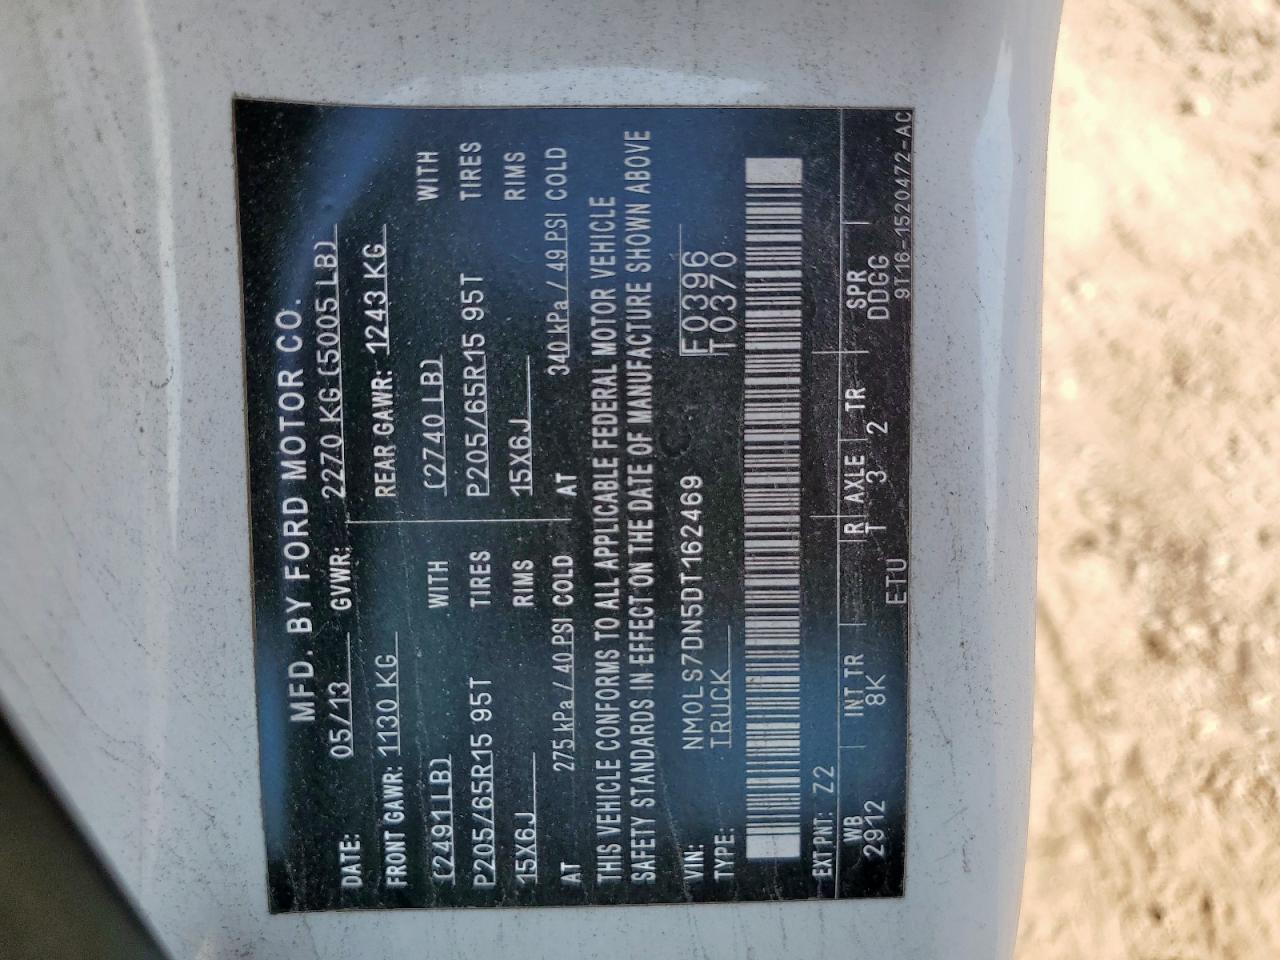 MFD. BY FORD MOTOR CO.
DATE: 05/13 GVWR: 2270 KG (5005 LB)
FRONT GAWR: 1130 KG REAR GAWR: 1243 KG
(2491LB) WITH (2740 LB) WITH
P205/65R15 95T TIRES P205/65R15 95T TIRES
15X6J RIMS 15X6J RIMS
AT 275 kPa / 40 PSI COLD AT 340 kPa / 49 PSI COLD
THIS VEHICLE CONFORMS TO ALL APPLICABLE FEDERAL MOTOR VEHICLE
SAFETY STANDARDS IN EFFECT ON THE DATE OF MANUFACTURE SHOWN ABOVE
VIN: NM0LS7DN5DT162469 F0396
TYPE: TRUCK T0370
EXT PNT: Z2
WB INT TR R AXLE TR SPR
2912 8K T 3 2 DDGG
E-TU 9T16-1520472-AC